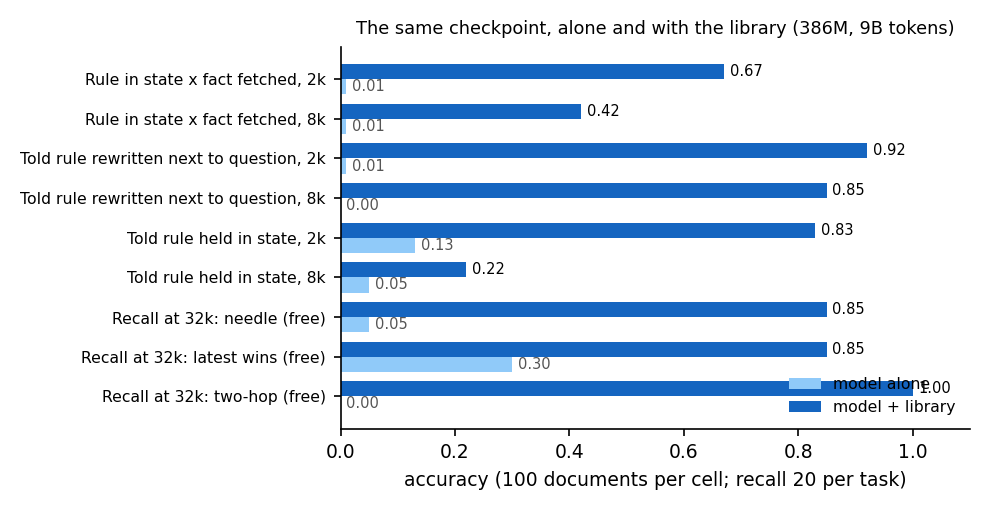 The same checkpoint, alone and with the library (386M, 9B tokens)
Rule in state x fact fetched, 2k
0.67
0.01
Rule in state x fact fetched, 8k
0.42
0.01
Told rule rewritten next to question, 2k
0.92
0.01
Told rule rewritten next to question, 8k
0.85
0.00
Told rule held in state, 2k
0.83
0.13
Told rule held in state, 8k
0.22
0.05
Recall at 32k: needle (free)
0.85
0.05
Recall at 32k: latest wins (free)
0.85
0.30
Recall at 32k: two-hop (free)
1.00
0.00
model alone
model + library
0.0 0.2 0.4 0.6 0.8 1.0
accuracy (100 documents per cell; recall 20 per task)